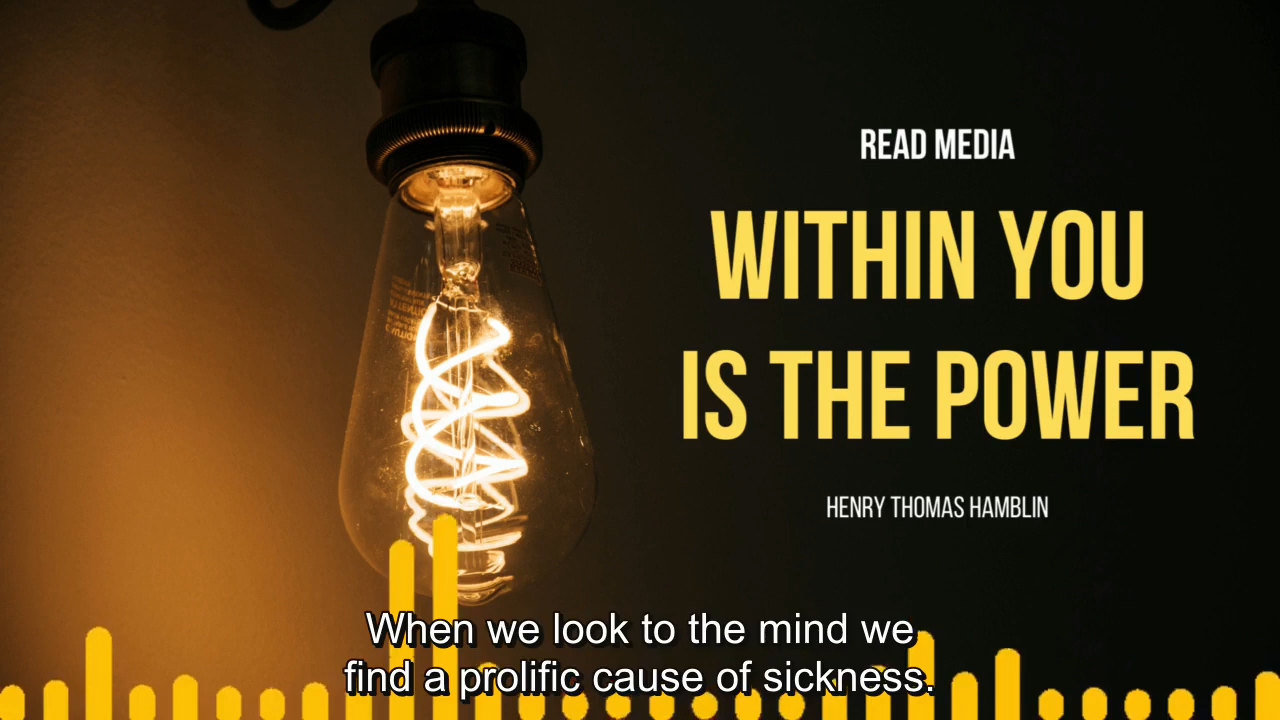 READ MEDIA
WITHIN YOU
IS THE POWER
HENRY THOMAS HAMBLIN
When we look to the mind we
find a prolific cause of sickness.